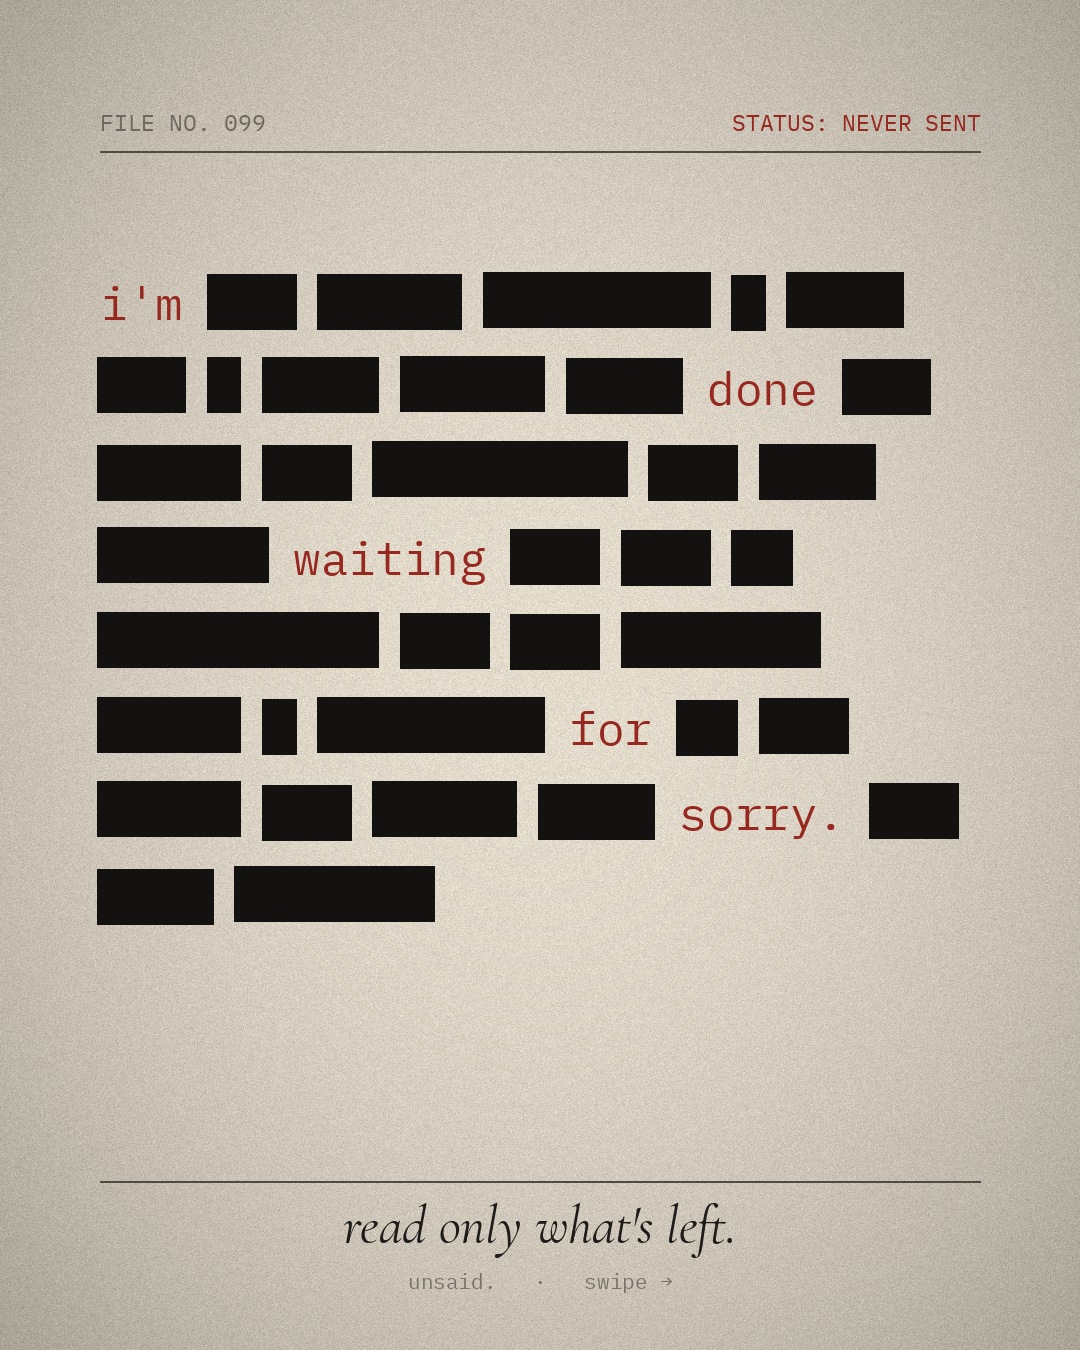 FILE NO. 099
STATUS: NEVER SENT
i'm
done
waiting
for
sorry.
read only what's left.
unsaid. · swipe →